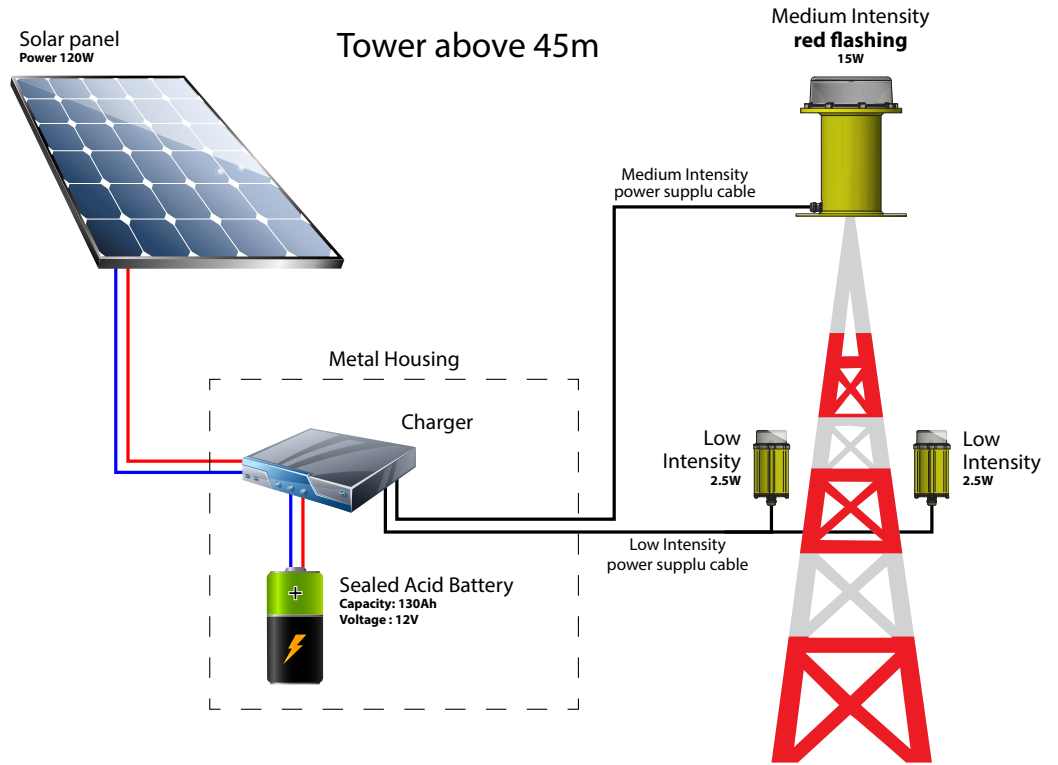 Solar panel
Power 120W
Tower above 45m
Medium Intensity
red flashing
15W
Medium Intensity
power supplu cable
Metal Housing
Charger
Low
Intensity
2.5W
Low
Intensity
2.5W
Low Intensity
power supplu cable
Sealed Acid Battery
Capacity: 130Ah
Voltage : 12V
+